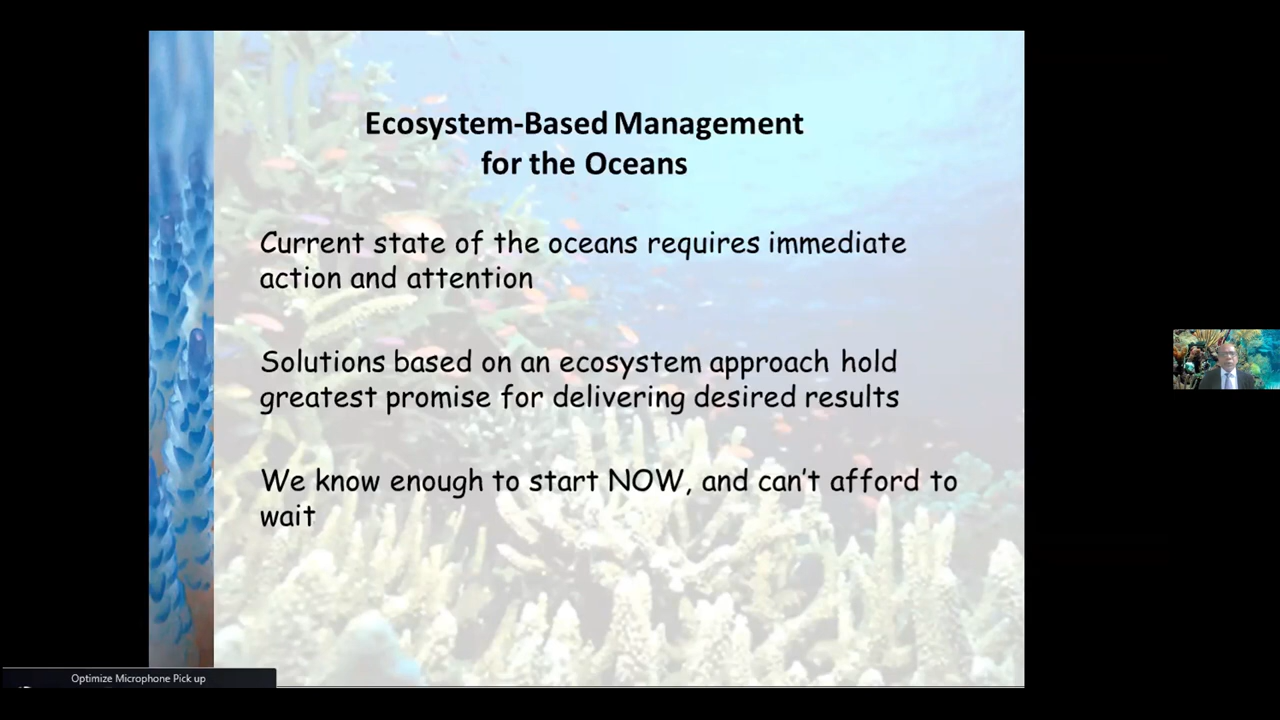 Ecosystem-Based Management
for the Oceans
Current state of the oceans requires immediate
action and attention
Solutions based on an ecosystem approach hold
greatest promise for delivering desired results
We know enough to start NOW, and can't afford to
wait
Optimize Microphone Pick up